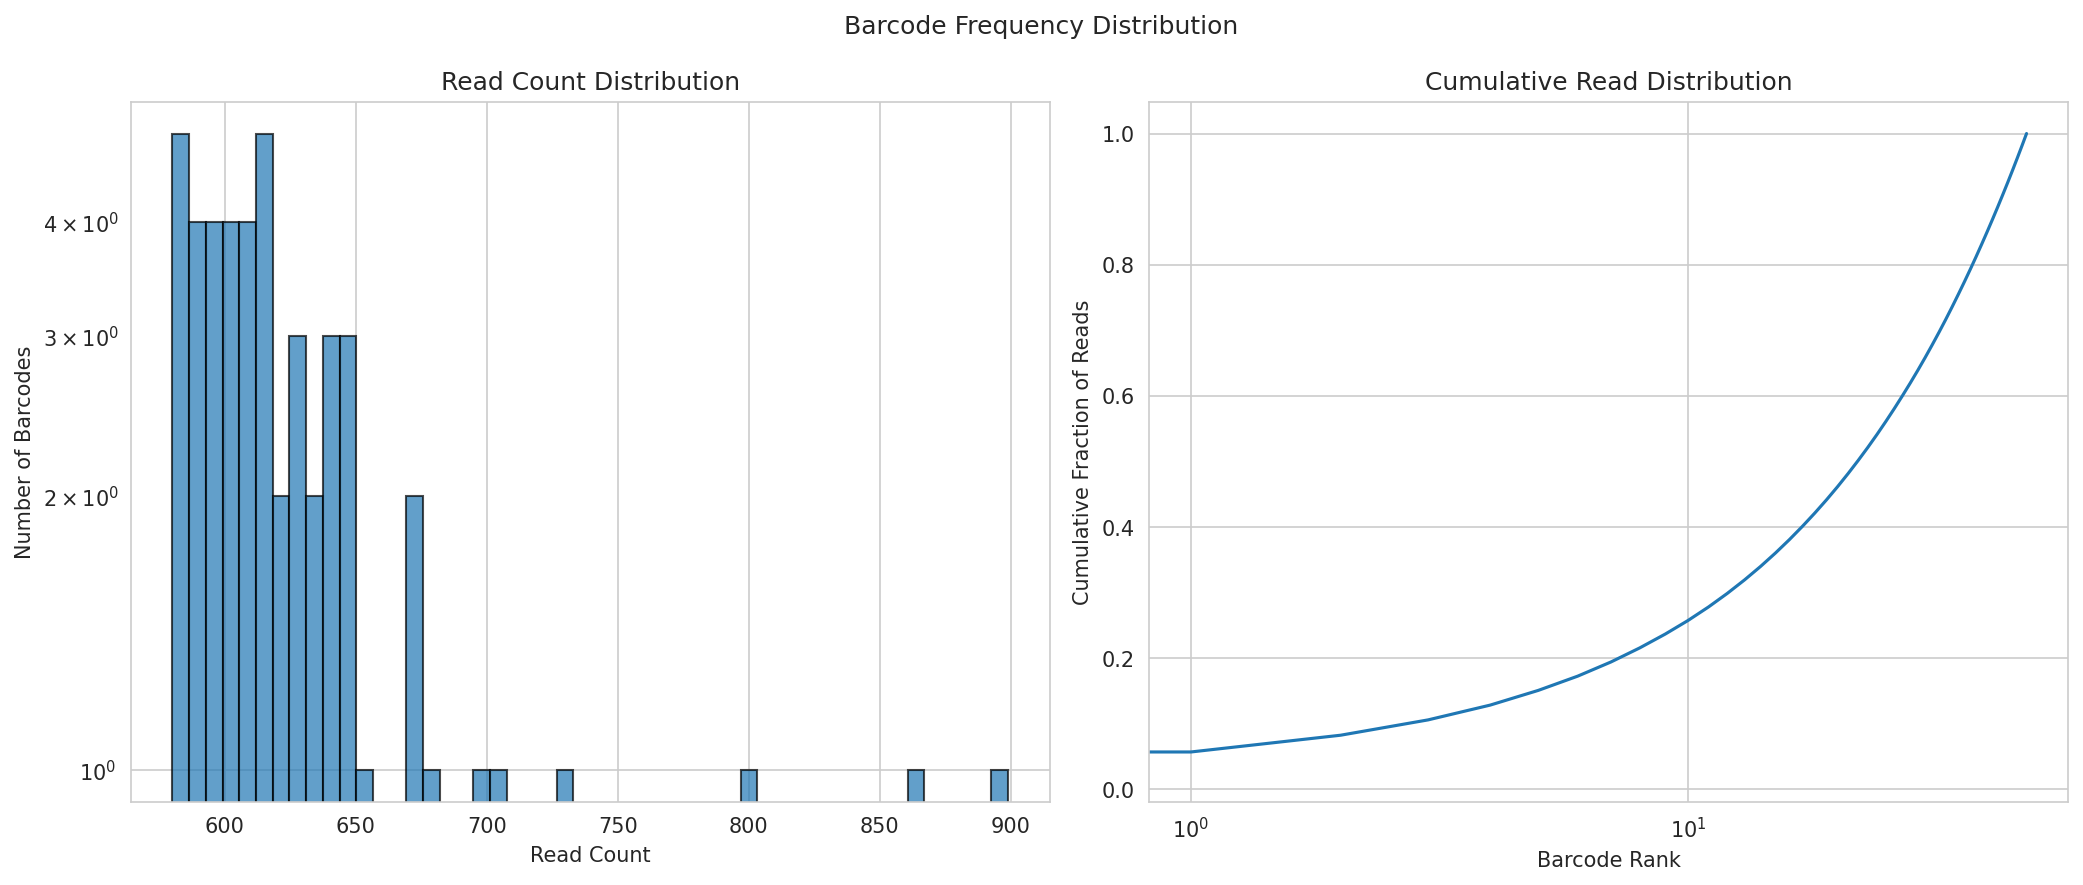 Barcode Frequency Distribution
Read Count Distribution
Number of Barcodes
4 × 10⁰
3 × 10⁰
2 × 10⁰
10⁰
600 650 700 750 800 850 900
Read Count
Cumulative Read Distribution
Cumulative Fraction of Reads
1.0
0.8
0.6
0.4
0.2
0.0
10⁰ 10¹
Barcode Rank